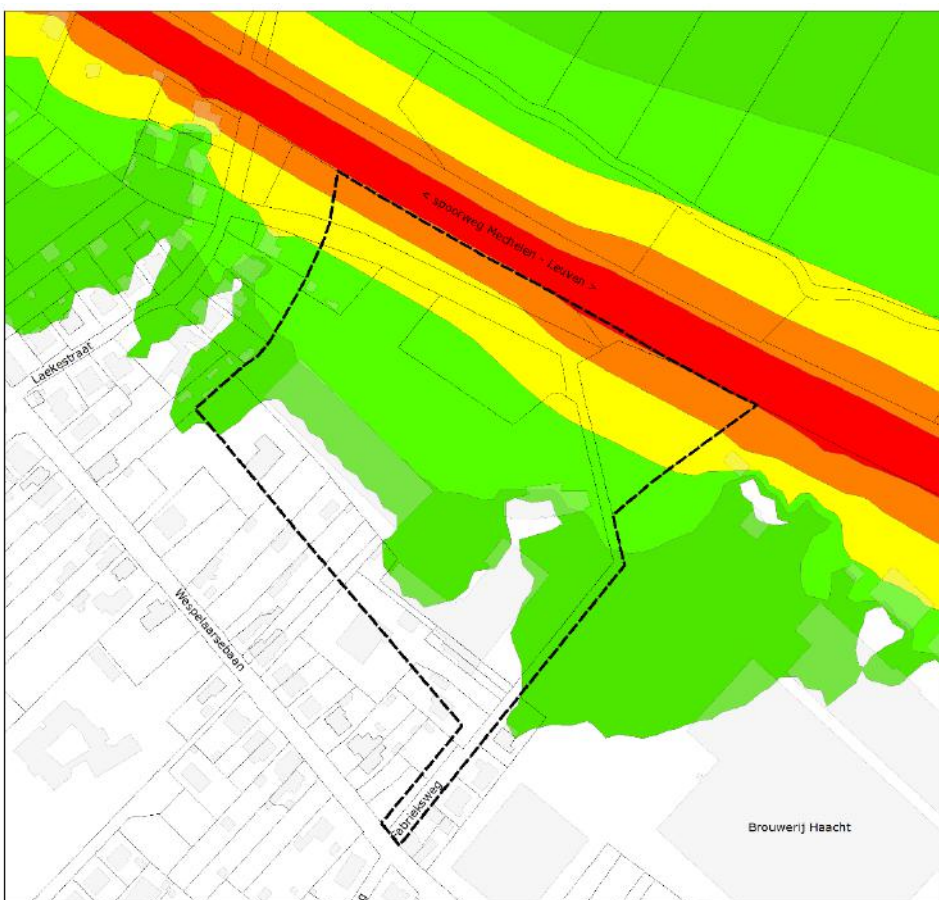 < spoorweg Mechelen - Leuven >
Laekestraat
Wespelaarsebaan
Fabrieksweg
Brouwerij Haacht